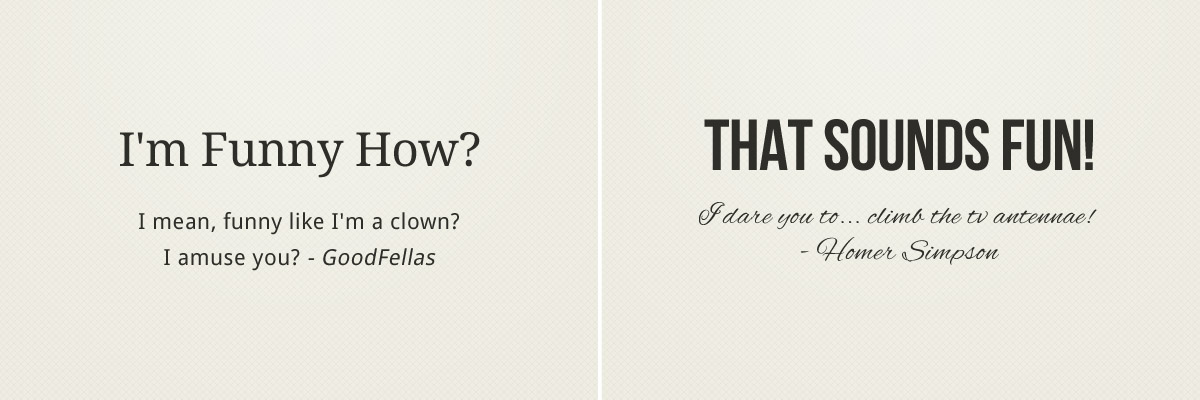 I'm Funny How?
I mean, funny like I'm a clown?
I amuse you? - GoodFellas
THAT SOUNDS FUN!
I dare you to... climb the tv antennae!
- Homer Simpson